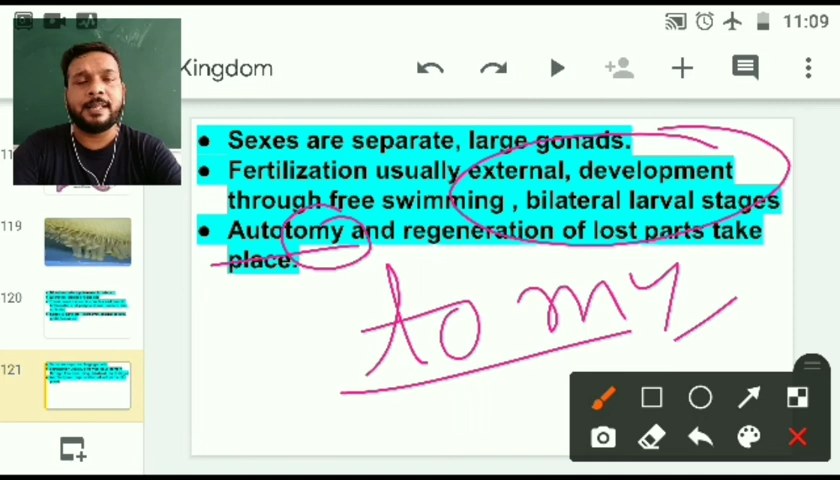 11:09
Kingdom
• Sexes are separate, large gonads.
• Fertilization usually external, development
through free swimming , bilateral larval stages
• Autotomy and regeneration of lost parts take
place.
to my
119
120
121